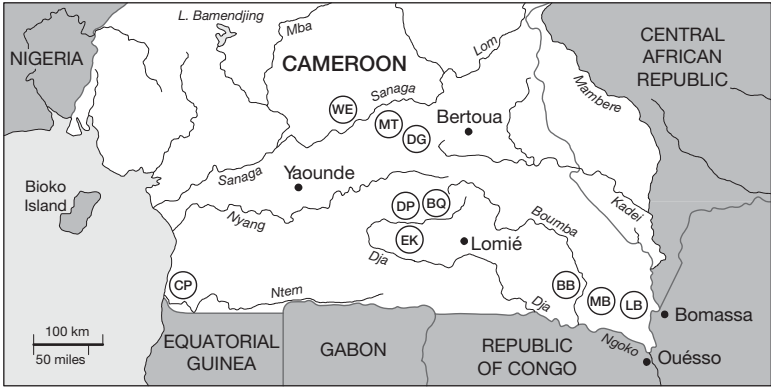 L. Bamendjing
Mba
NIGERIA
CAMEROON
Lom
CENTRAL
AFRICAN
REPUBLIC
Sanaga
Mambere
WE
MT
DG
Bertoua
Yaounde
Sanaga
Bioko
Island
DP
BQ
Kadei
Nyang
Boumba
EK
Lomié
Dja
CP
Ntem
BB
MB
LB
Dja
Bomassa
100 km
50 miles
EQUATORIAL
GUINEA
GABON
REPUBLIC
OF CONGO
Ngoko
Ouésso